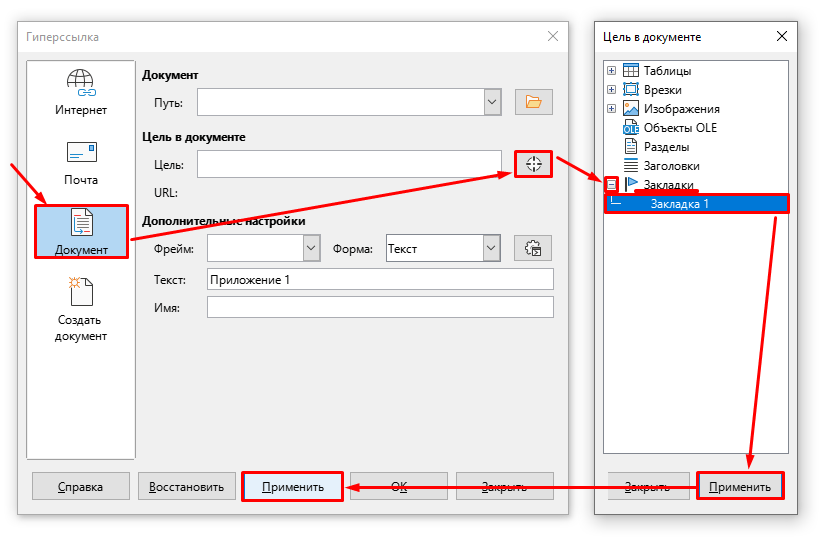 Гиперссылка
Интернет
Почта
Документ
Создать
документ
Документ
Путь:
Цель в документе
Цель:
URL:
Дополнительные настройки
Фрейм:
Форма: Текст
Текст: Приложение 1
Имя:
Справка Восстановить Применить OK Закрыть
Цель в документе
Таблицы
Врезки
Изображения
OLE Объекты OLE
Разделы
Заголовки
Закладки
Закладка 1
Закрыть Применить